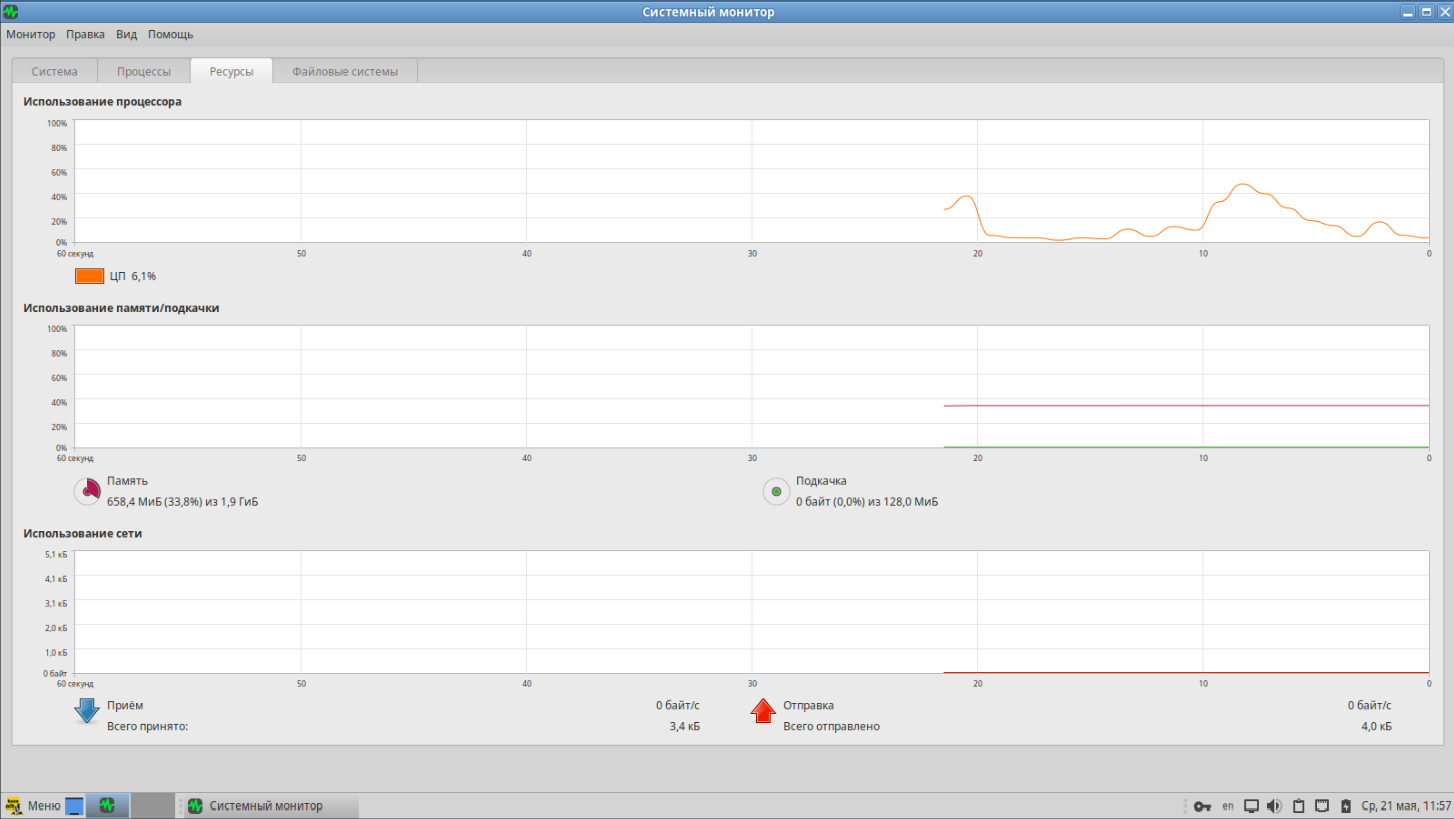 Системный монитор
Монитор Правка Вид Помощь
Система Процессы Ресурсы Файловые системы
Использование процессора
100%
80%
60%
40%
20%
0%
60 секунд 50 40 30 20 10 0
ЦП 6,1%
Использование памяти/подкачки
100%
80%
60%
40%
20%
0%
60 секунд 50 40 30 20 10 0
Память Подкачка
658,4 МиБ (33,8%) из 1,9 ГиБ 0 байт (0,0%) из 128,0 МиБ
Использование сети
5,1 кБ
4,1 кБ
3,1 кБ
2,0 кБ
1,0 кБ
0 байт
60 секунд 50 40 30 20 10 0
Приём 0 байт/с Отправка 0 байт/с
Всего принято: 3,4 кБ Всего отправлено 4,0 кБ
Меню Системный монитор en Ср, 21 мая, 11:57